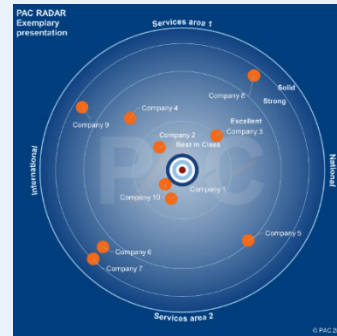 PAC RADAR
Exemplary
presentation
Services area 1
Solid
Company 8
Strong
Company 4
Company 9
Excellent
Company 3
Company 2
Best in Class
International
National
PAC
Company 1
Company 10
Company 5
Company 6
Company 7
Services area 2
© PAC